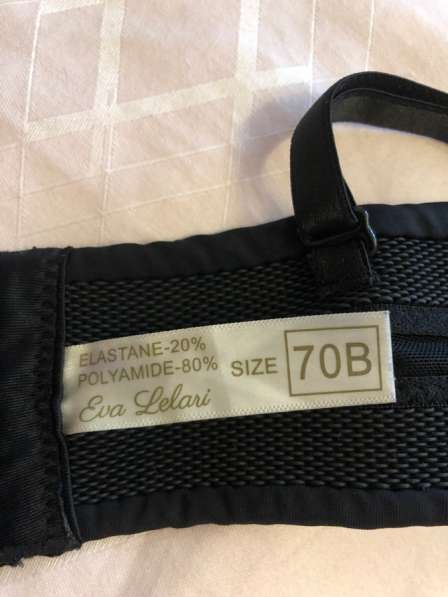 ELASTANE-20%
POLYAMIDE-80%
Eva Lelari
SIZE 70B